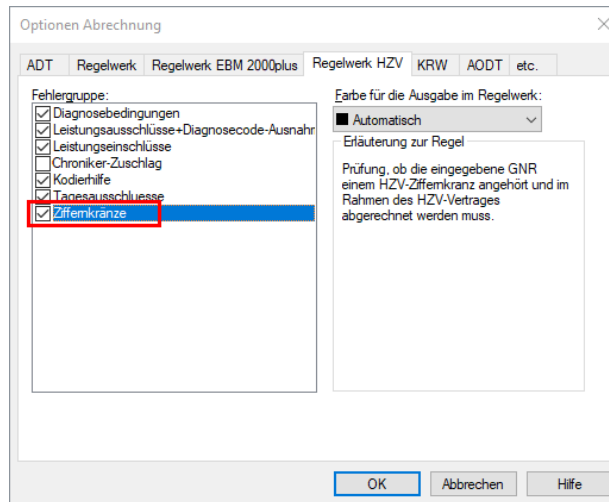 Optionen Abrechnung
ADT Regelwerk Regelwerk EBM 2000plus Regelwerk HZV KRW AODT etc.
Fehlergruppe:
Diagnosebedingungen
Leistungsausschlüsse+Diagnosecode-Ausnahr
Leistungseinschlüsse
Chroniker-Zuschlag
Kodierhilfe
Tagesausschluesse
Ziffernkränze
Farbe für die Ausgabe im Regelwerk:
Automatisch
Erläuterung zur Regel
Prüfung, ob die eingegebene GNR
einem HZV-Ziffernkranz angehört und im
Rahmen des HZV-Vertrages
abgerechnet werden muss.
OK Abbrechen Hilfe